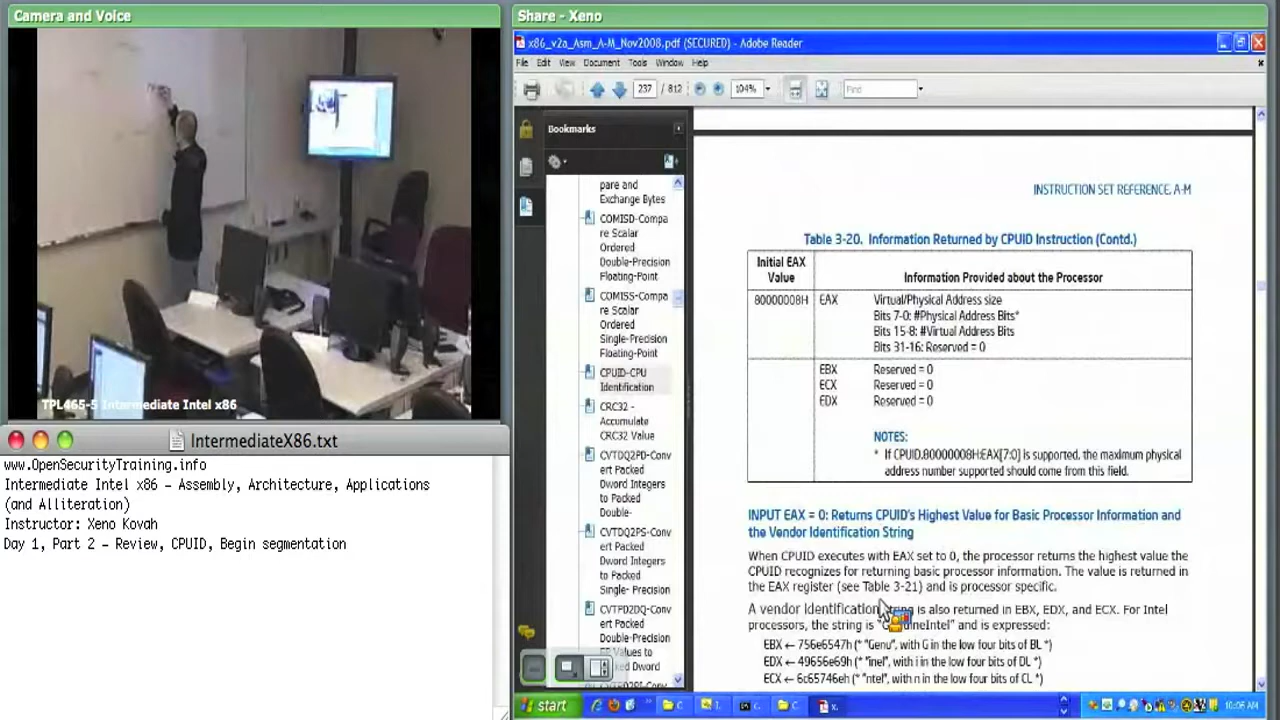 Camera and Voice
TPL465-5 Intermediate Intel x86
IntermediateX86.txt
www.OpenSecurityTraining.info
Intermediate Intel x86 – Assembly, Architecture, Applications
(and Alliteration)
Instructor: Xeno Kovah
Day 1, Part 2 – Review, CPUID, Begin segmentation
Share - Xeno
x86_v2a_Asm_A-M_Nov2008.pdf (SECURED) - Adobe Reader
File Edit View Document Tools Window Help
237 / 812 104% Find
Bookmarks
pare and
Exchange Bytes
COMISD-Compa
re Scalar
Ordered
Double-Precision
Floating-Point
COMISS-Compa
re Scalar
Ordered
Single-Precision
Floating-Point
CPUID-CPU
Identification
CRC32 -
Accumulate
CRC32 Value
CVTDQ2PD-Conv
ert Packed
Dword Integers
to Packed
Double-
CVTDQ2PS-Conv
ert Packed
Dword Integers
to Packed
Single- Precision
CVTPD2DQ-Conv
ert Packed
Double-Precision
Values to
Dword
INSTRUCTION SET REFERENCE, A-M
Table 3-20. Information Returned by CPUID Instruction (Contd.)
Initial EAX
Value
Information Provided about the Processor
80000008H EAX Virtual/Physical Address size
Bits 7-0: #Physical Address Bits*
Bits 15-8: #Virtual Address Bits
Bits 31-16: Reserved = 0
EBX Reserved = 0
ECX Reserved = 0
EDX Reserved = 0
NOTES:
* If CPUID.80000008H:EAX[7:0] is supported, the maximum physical
address number supported should come from this field.
INPUT EAX = 0: Returns CPUID's Highest Value for Basic Processor Information and
the Vendor Identification String
When CPUID executes with EAX set to 0, the processor returns the highest value the
CPUID recognizes for returning basic processor information. The value is returned in
the EAX register (see Table 3-21) and is processor specific.
A vendor identification string is also returned in EBX, EDX, and ECX. For Intel
processors, the string is "GenuineIntel" and is expressed:
EBX ← 756e6547h (* "Genu", with G in the low four bits of BL *)
EDX ← 49656e69h (* "ineI", with i in the low four bits of DL *)
ECX ← 6c65746eh (* "ntel", with n in the low four bits of CL *)
start
10:06 AM